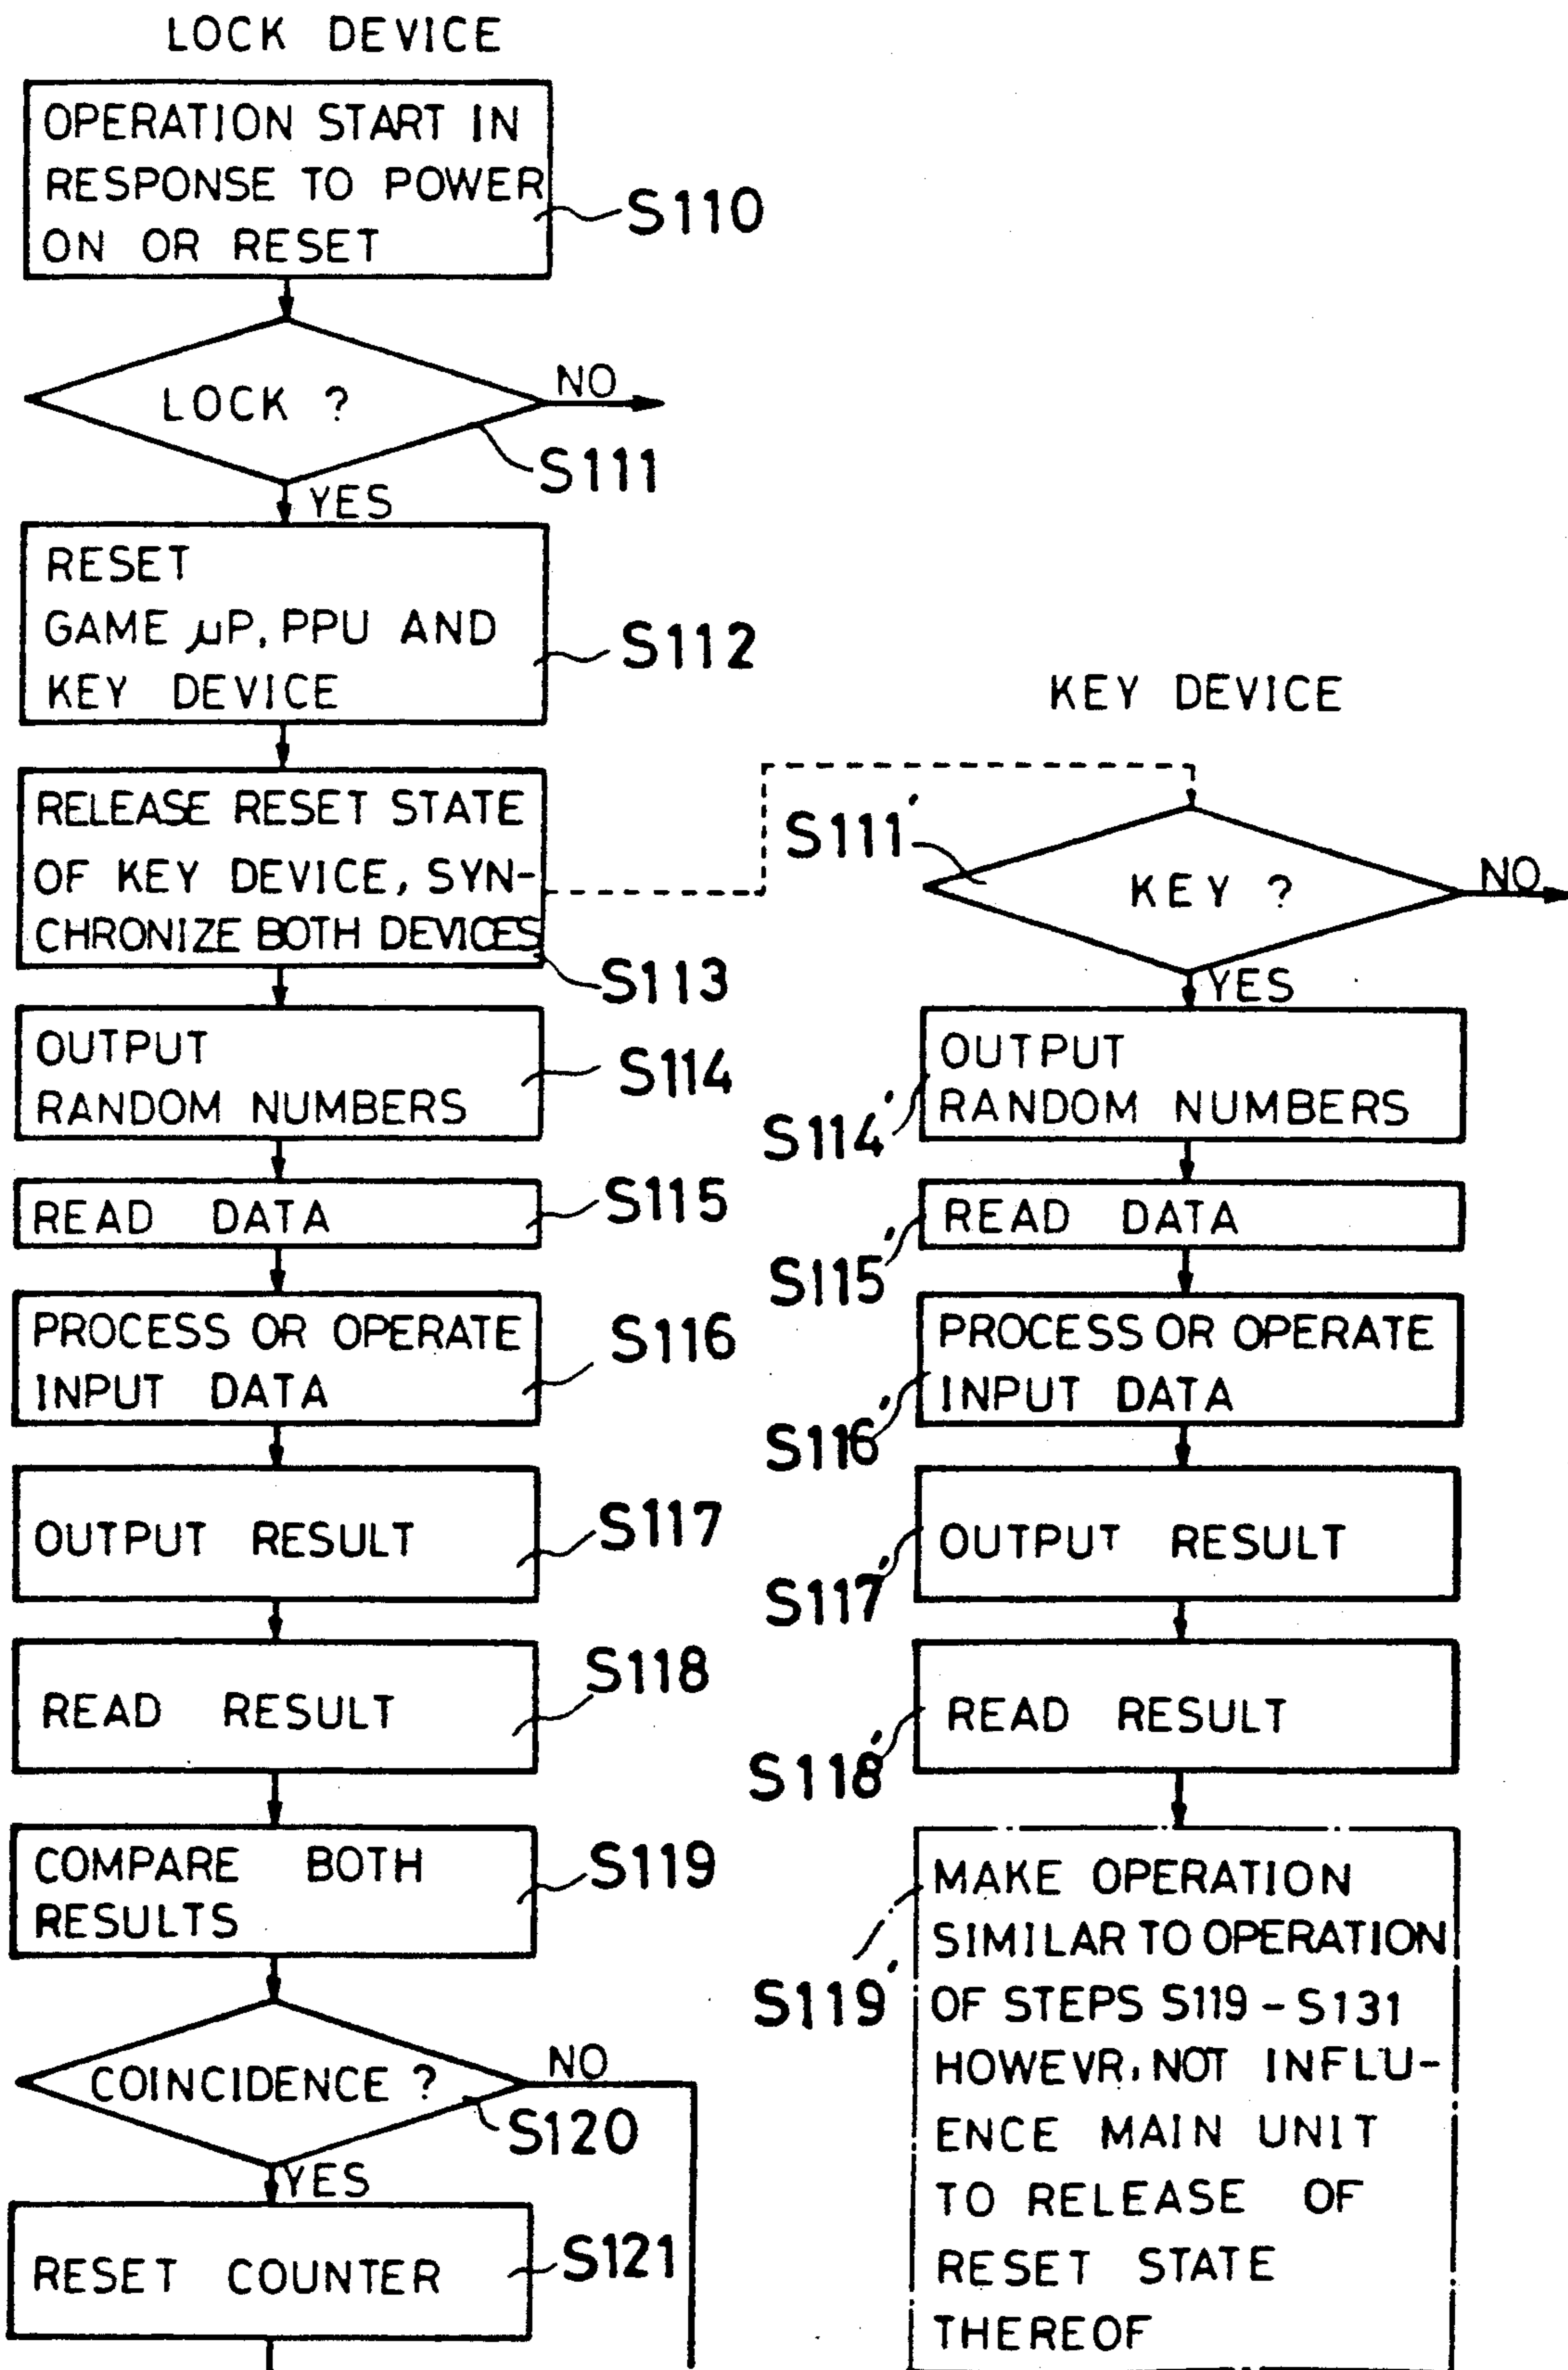 LOCK DEVICE
OPERATION START IN
RESPONSE TO POWER
ON OR RESET
S110
LOCK ?
NO
S111
YES
RESET
GAME μP, PPU AND
KEY DEVICE
S112
RELEASE RESET STATE
OF KEY DEVICE, SYN-
CHRONIZE BOTH DEVICES
S113
OUTPUT
RANDOM NUMBERS
S114
READ DATA
S115
PROCESS OR OPERATE
INPUT DATA
S116
OUTPUT RESULT
S117
READ RESULT
S118
COMPARE BOTH
RESULTS
S119
COINCIDENCE ?
NO
S120
YES
RESET COUNTER
S121
KEY DEVICE
S111'
KEY ?
NO
YES
OUTPUT
RANDOM NUMBERS
S114'
READ DATA
S115'
PROCESS OR OPERATE
INPUT DATA
S116'
OUTPUT RESULT
S117'
READ RESULT
S118'
MAKE OPERATION
SIMILAR TO OPERATION
OF STEPS S119-S131
HOWEVR, NOT INFLU-
ENCE MAIN UNIT
TO RELEASE OF
RESET STATE
THEREOF
S119'